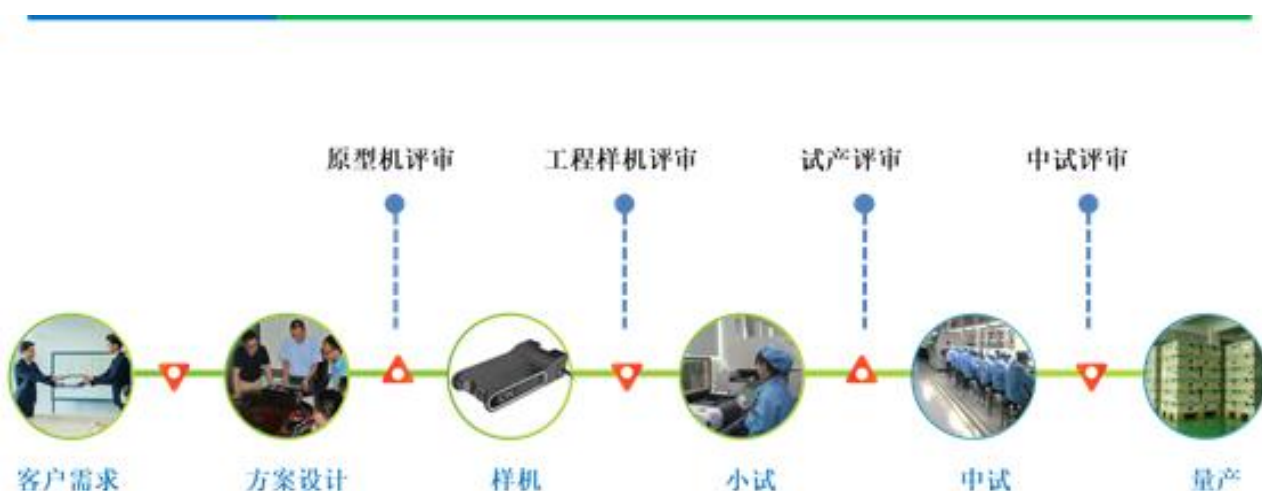 原型机评审
工程样机评审
试产评审
中试评审
客户需求
方案设计
样机
小试
中试
量产